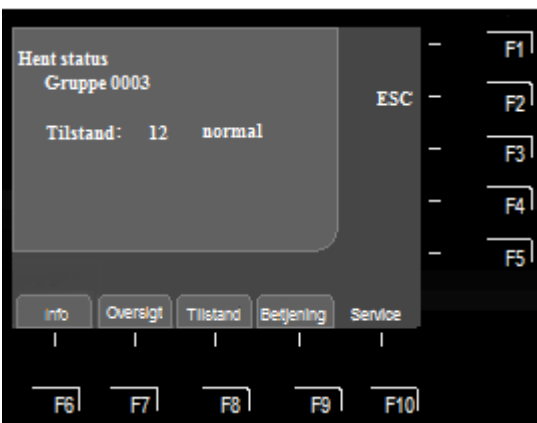 Hent status
Gruppe 0003
Tilstand: 12 normal
ESC
F1
F2
F3
F4
F5
Info Oversigt Tilstand Betjening Service
F6 F7 F8 F9 F10